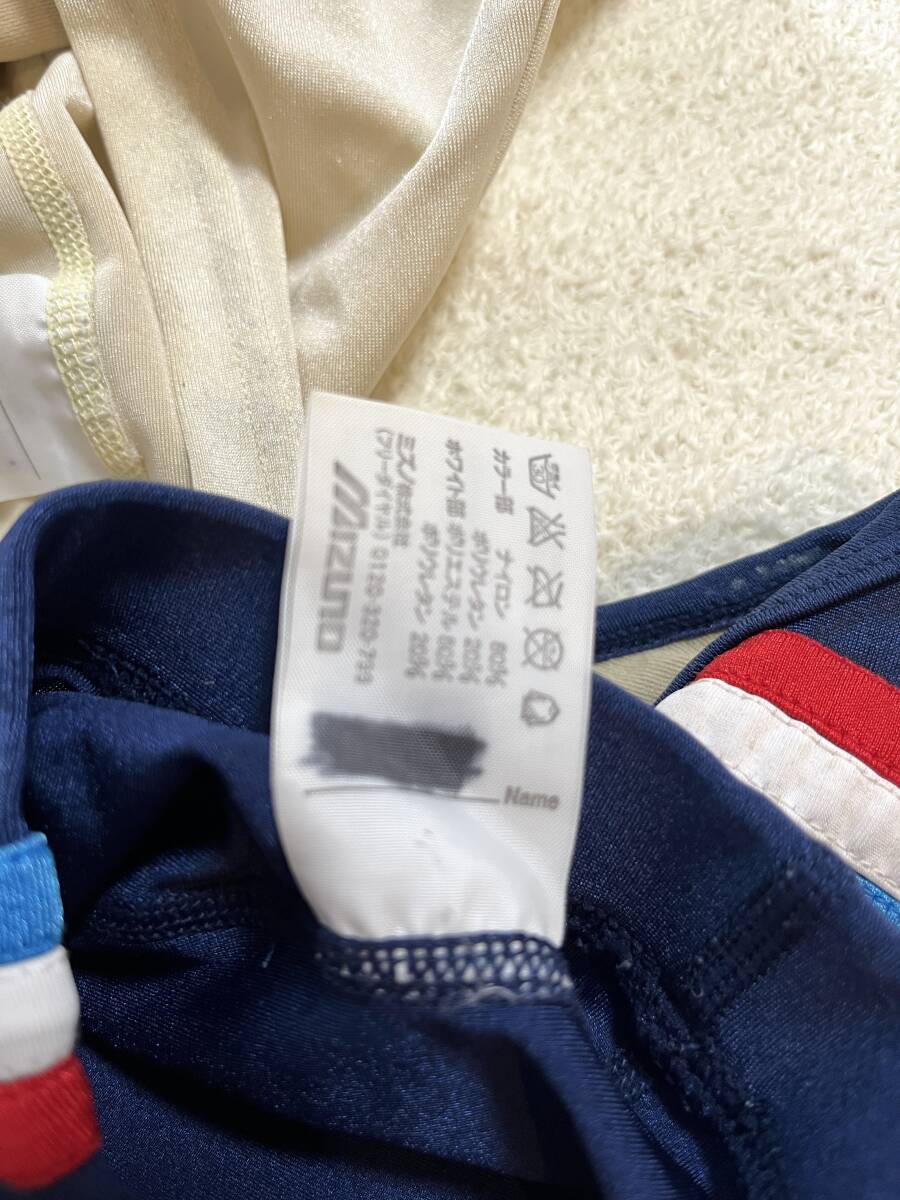 カラー部 ナイロン 80%
ポリウレタン 20%
ホワイト部 ポリエステル 80%
ポリウレタン 20%
ミズノ株式会社
(フリーダイヤル) 0120-320-799
MIZUNO
Name